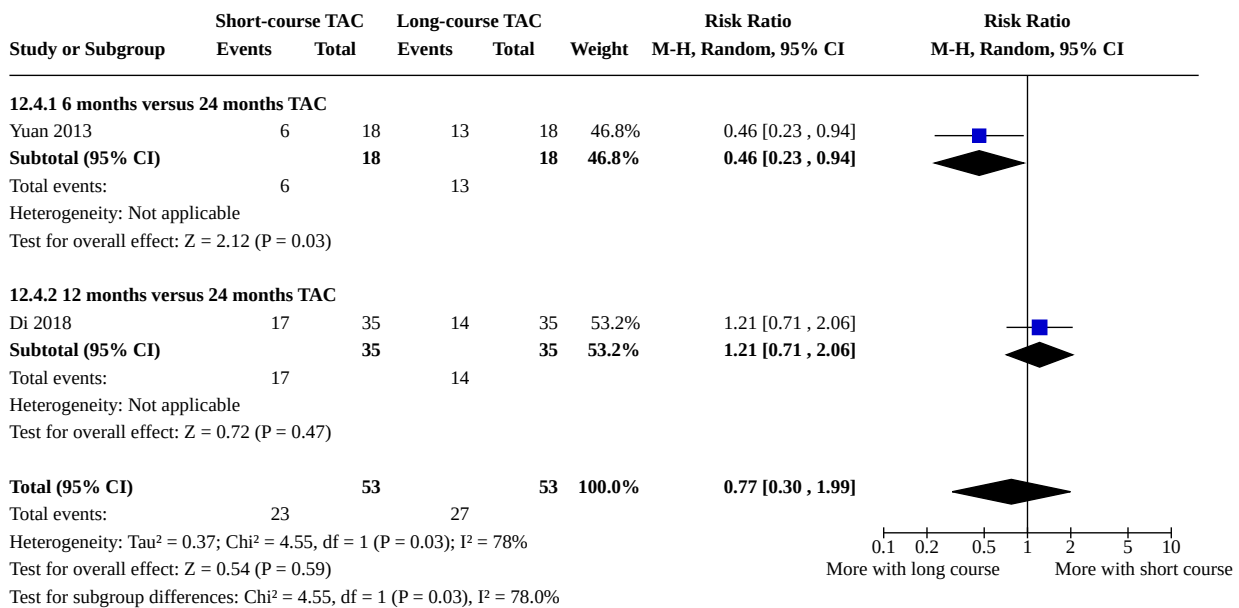 Short-course TAC Long-course TAC Risk Ratio Risk Ratio
Study or Subgroup Events Total Events Total Weight M-H, Random, 95% CI M-H, Random, 95% CI
12.4.1 6 months versus 24 months TAC
Yuan 2013 6 18 13 18 46.8% 0.46 [0.23 , 0.94]
Subtotal (95% CI) 18 18 46.8% 0.46 [0.23 , 0.94]
Total events: 6 13
Heterogeneity: Not applicable
Test for overall effect: Z = 2.12 (P = 0.03)
12.4.2 12 months versus 24 months TAC
Di 2018 17 35 14 35 53.2% 1.21 [0.71 , 2.06]
Subtotal (95% CI) 35 35 53.2% 1.21 [0.71 , 2.06]
Total events: 17 14
Heterogeneity: Not applicable
Test for overall effect: Z = 0.72 (P = 0.47)
Total (95% CI) 53 53 100.0% 0.77 [0.30 , 1.99]
Total events: 23 27
Heterogeneity: Tau² = 0.37; Chi² = 4.55, df = 1 (P = 0.03); I² = 78%
0.1 0.2 0.5 1 2 5 10
Test for overall effect: Z = 0.54 (P = 0.59) More with long course More with short course
Test for subgroup differences: Chi² = 4.55, df = 1 (P = 0.03), I² = 78.0%